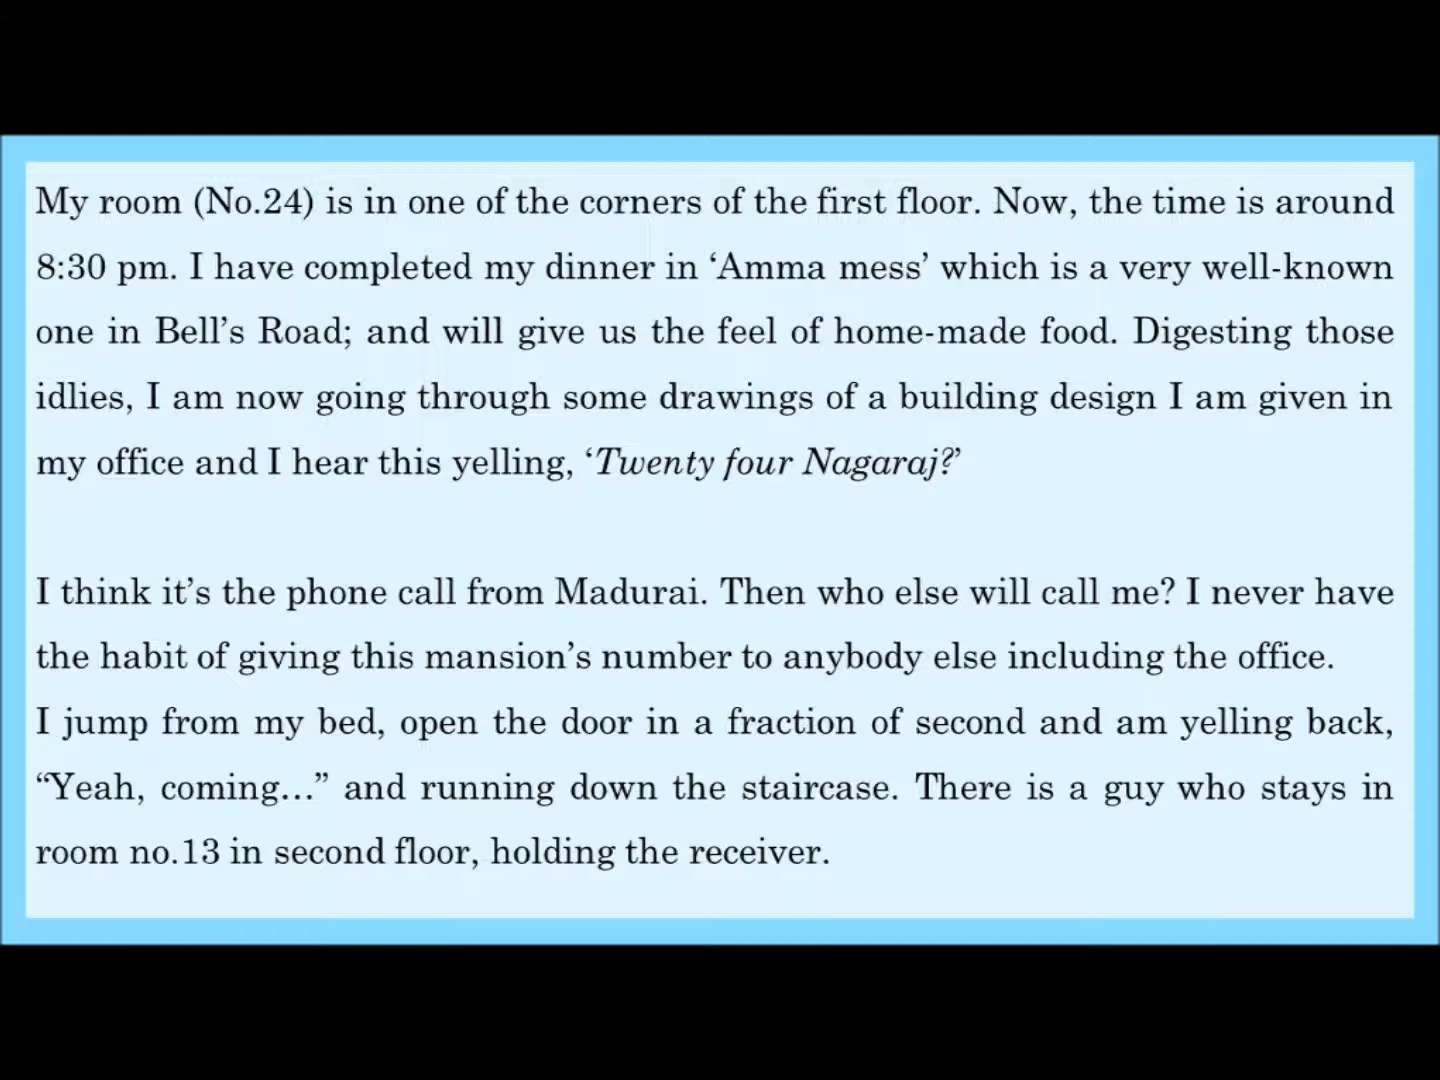 My room (No.24) is in one of the corners of the first floor. Now, the time is around
8:30 pm. I have completed my dinner in ‘Amma mess’ which is a very well-known
one in Bell’s Road; and will give us the feel of home-made food. Digesting those
idlies, I am now going through some drawings of a building design I am given in
my office and I hear this yelling, ‘Twenty four Nagaraj?’
I think it’s the phone call from Madurai. Then who else will call me? I never have
the habit of giving this mansion’s number to anybody else including the office.
I jump from my bed, open the door in a fraction of second and am yelling back,
“Yeah, coming…” and running down the staircase. There is a guy who stays in
room no.13 in second floor, holding the receiver.